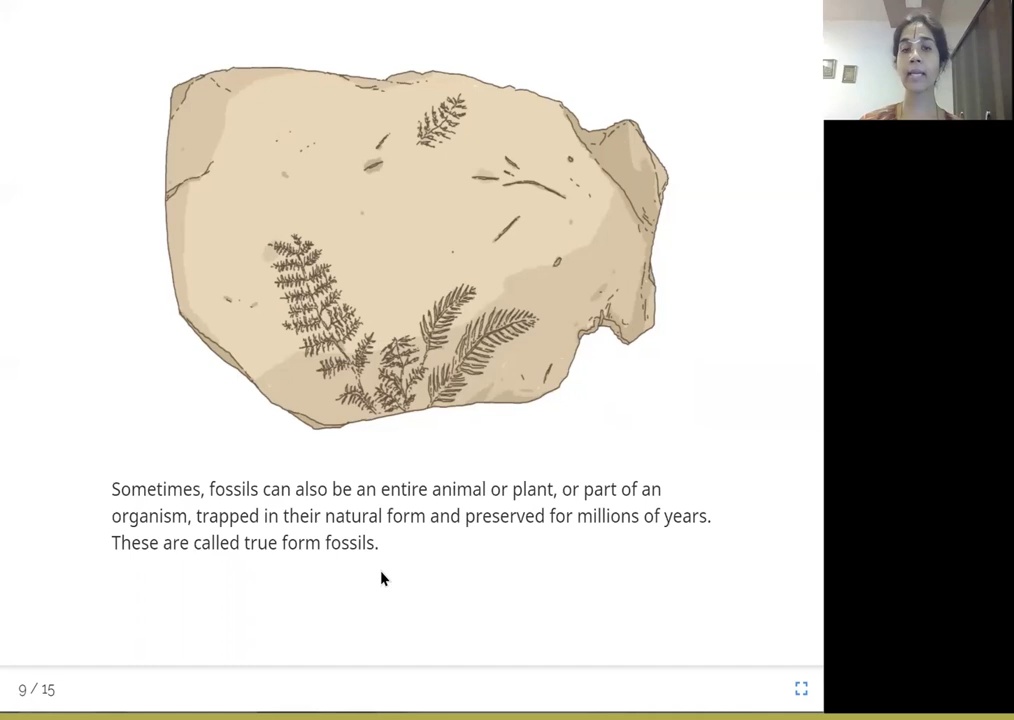 Sometimes, fossils can also be an entire animal or plant, or part of an
organism, trapped in their natural form and preserved for millions of years.
These are called true form fossils.
9 / 15